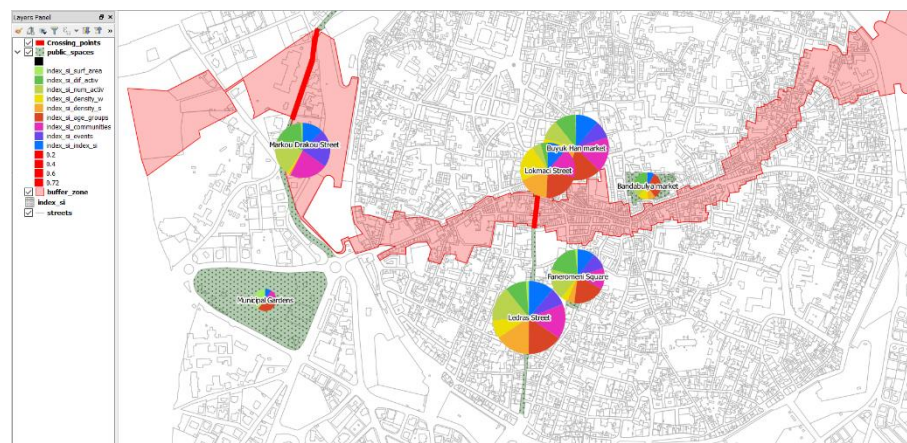 Layers Panel
Crossing_points
public_spaces
index_si_surf_area
index_si_dif_activ
index_si_num_activ
index_si_density_w
index_si_density_s
index_si_age_groups
index_si_communities
index_si_events
index_si_index_si
0.2
0.4
0.6
0.72
buffer_zone
index_si
streets
Markou Drakou Street
Buyuk Han market
Lokmaci Street
Bandabuliya market
Municipal Gardens
Faneromeni Square
Ledras Street